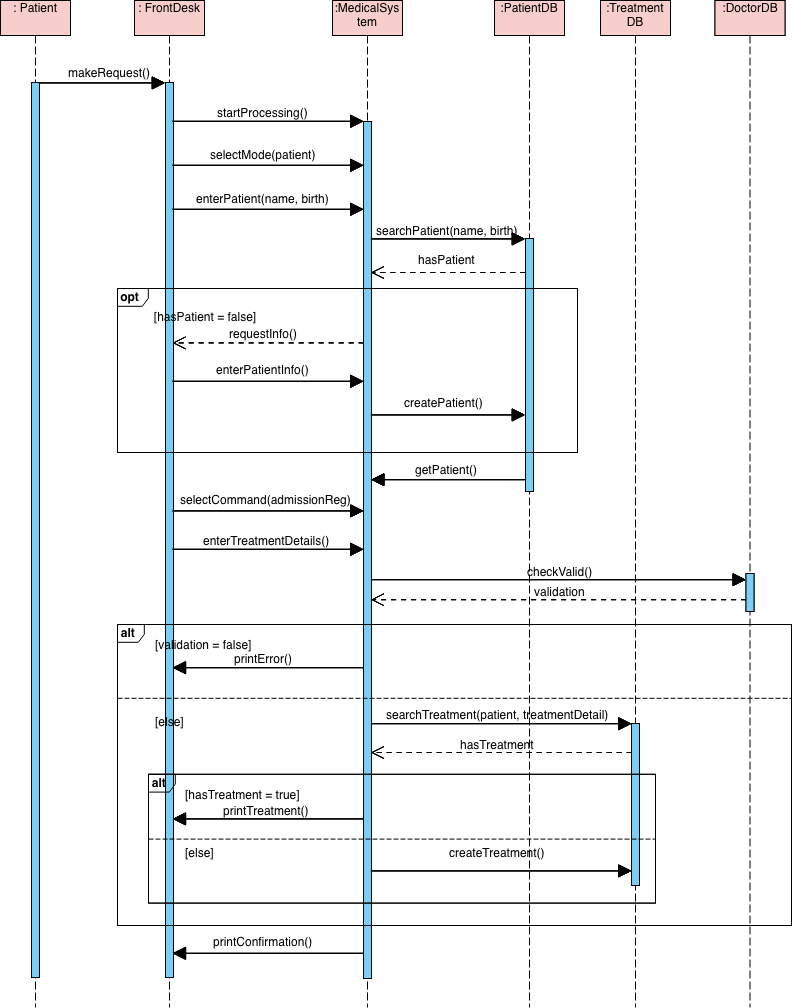 : Patient
: FrontDesk
:MedicalSys
tem
:PatientDB
:Treatment
DB
:DoctorDB
makeRequest()
startProcessing()
selectMode(patient)
enterPatient(name, birth)
searchPatient(name, birth)
hasPatient
opt
[hasPatient = false]
requestInfo()
enterPatientInfo()
createPatient()
getPatient()
selectCommand(admissionReg)
enterTreatmentDetails()
checkValid()
validation
alt
[validation = false]
printError()
[else]
searchTreatment(patient, treatmentDetail)
hasTreatment
alt
[hasTreatment = true]
printTreatment()
[else]
createTreatment()
printConfirmation()